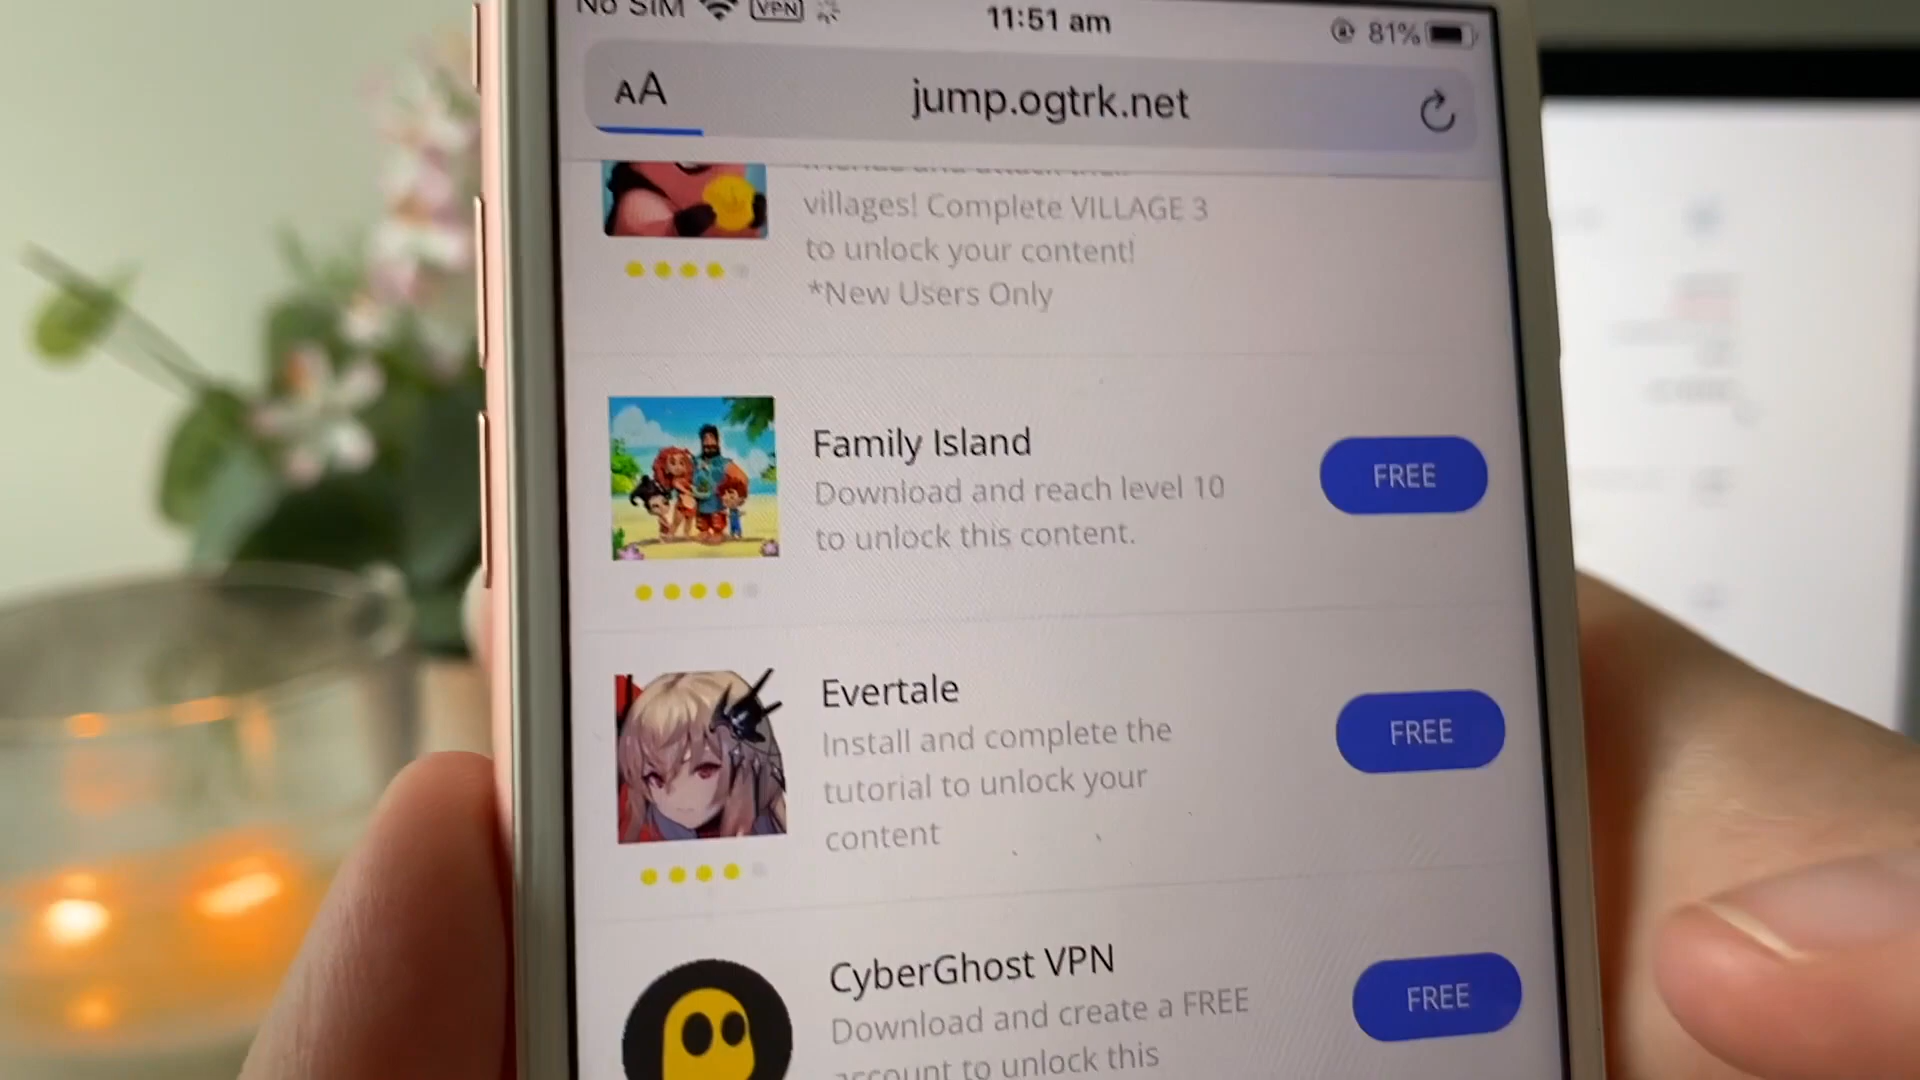 No SIM VPN 11:51 am 81%
AA jump.ogtrk.net
villages! Complete VILLAGE 3
to unlock your content!
*New Users Only
Family Island
Download and reach level 10
to unlock this content.
FREE
Evertale
Install and complete the
tutorial to unlock your
content
FREE
CyberGhost VPN
Download and create a FREE
account to unlock this
FREE